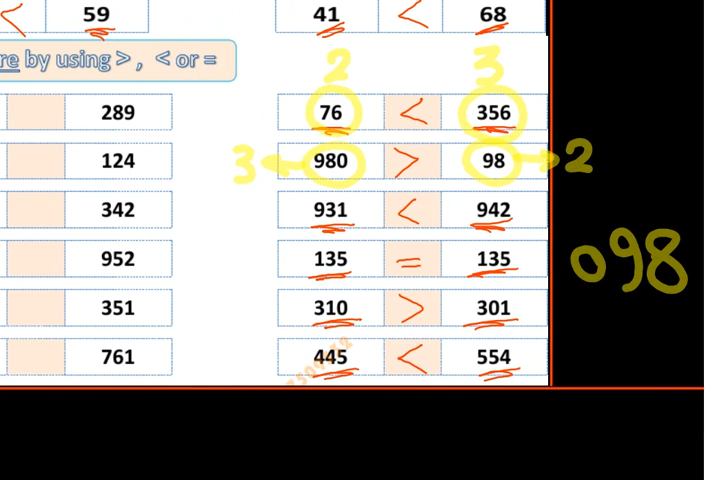 < 59 41 < 68
re by using > , < or =
2 3
289 76 < 356
124 3 980 > 98 2
342 931 < 942
098
952 135 = 135
351 310 > 301
761 445 < 554